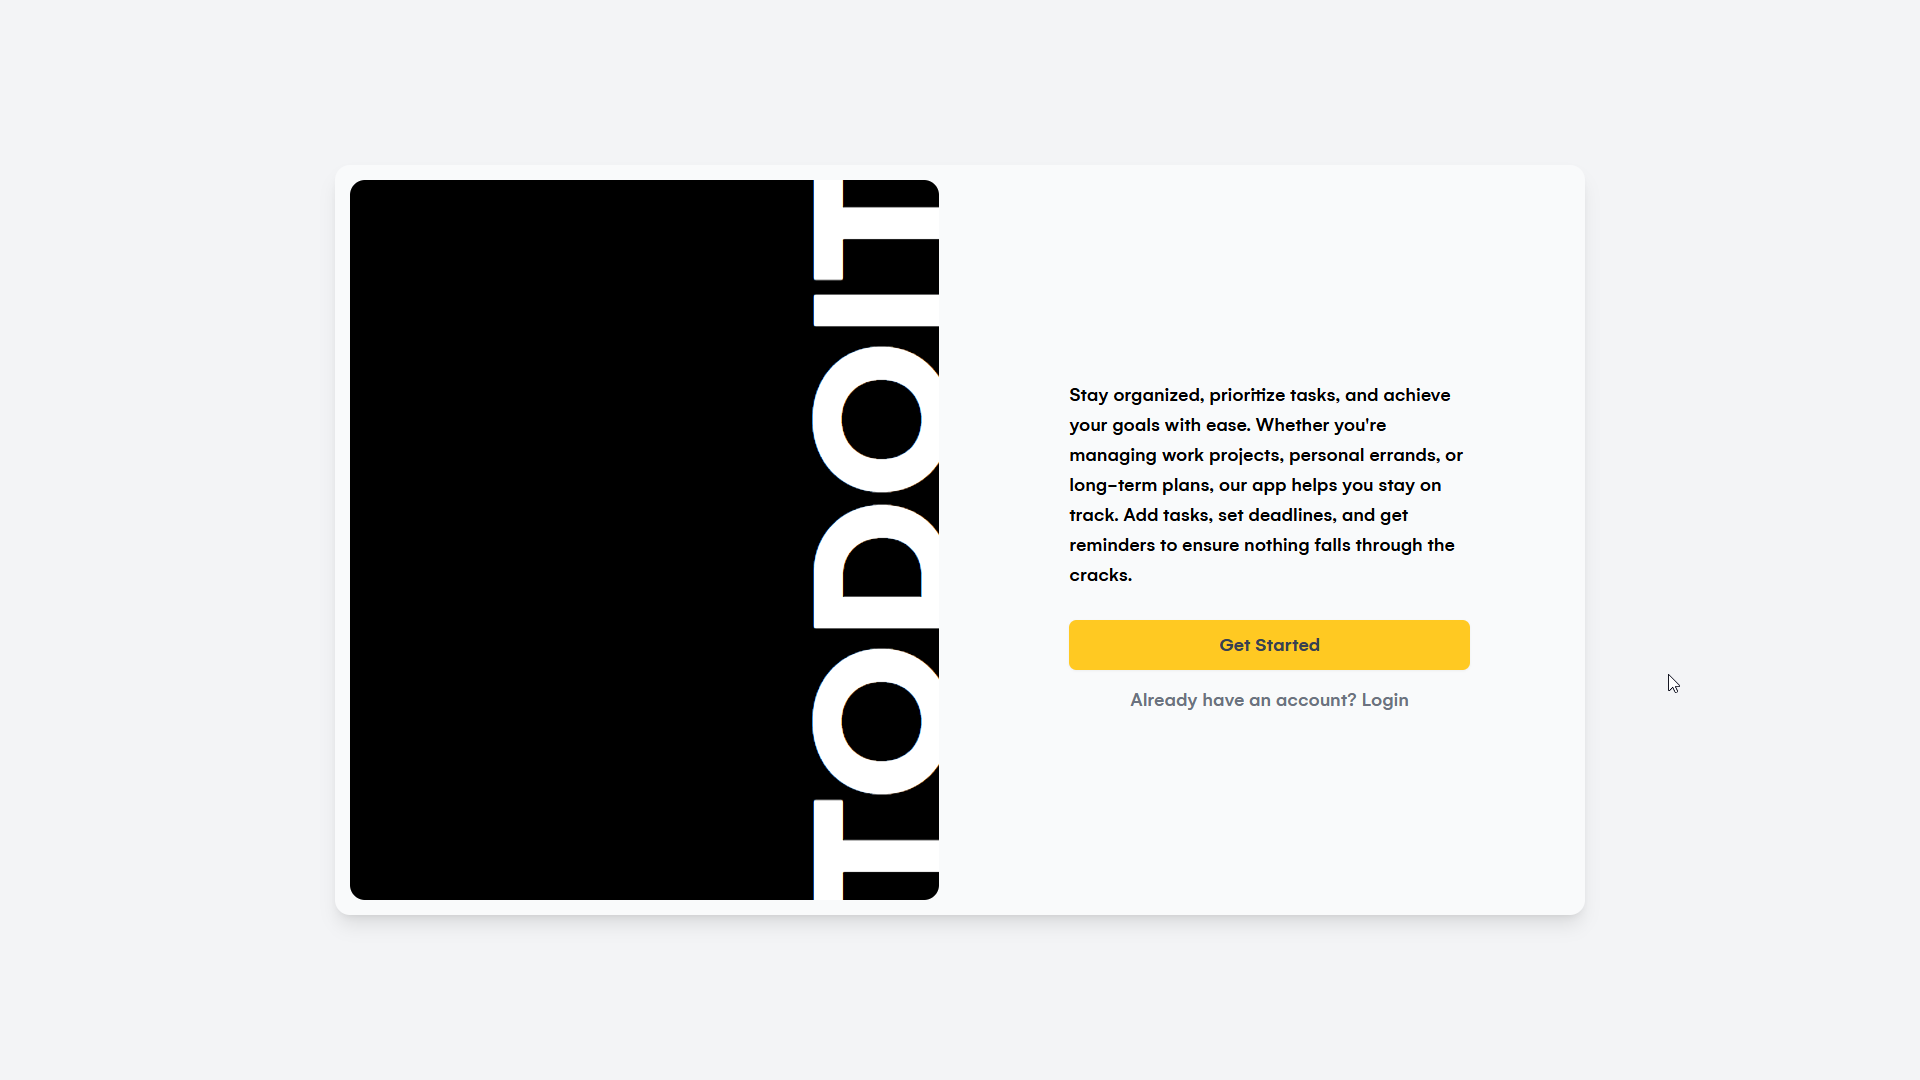 TODOIT
Stay organized, prioritize tasks, and achieve
your goals with ease. Whether you're
managing work projects, personal errands, or
long-term plans, our app helps you stay on
track. Add tasks, set deadlines, and get
reminders to ensure nothing falls through the
cracks.
Get Started
Already have an account? Login